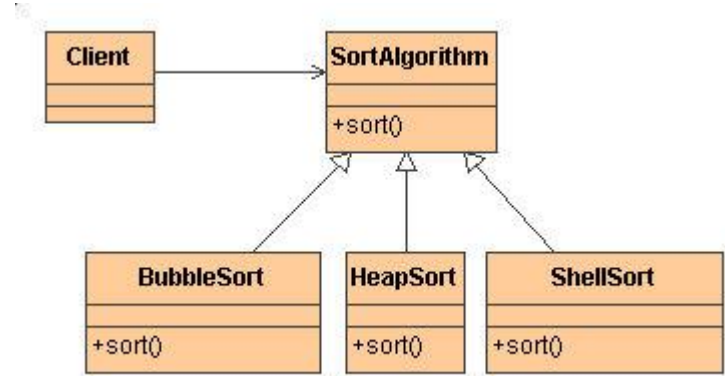 Client
SortAlgorithm
+sort()
BubbleSort
HeapSort
ShellSort
+sort()
+sort()
+sort()